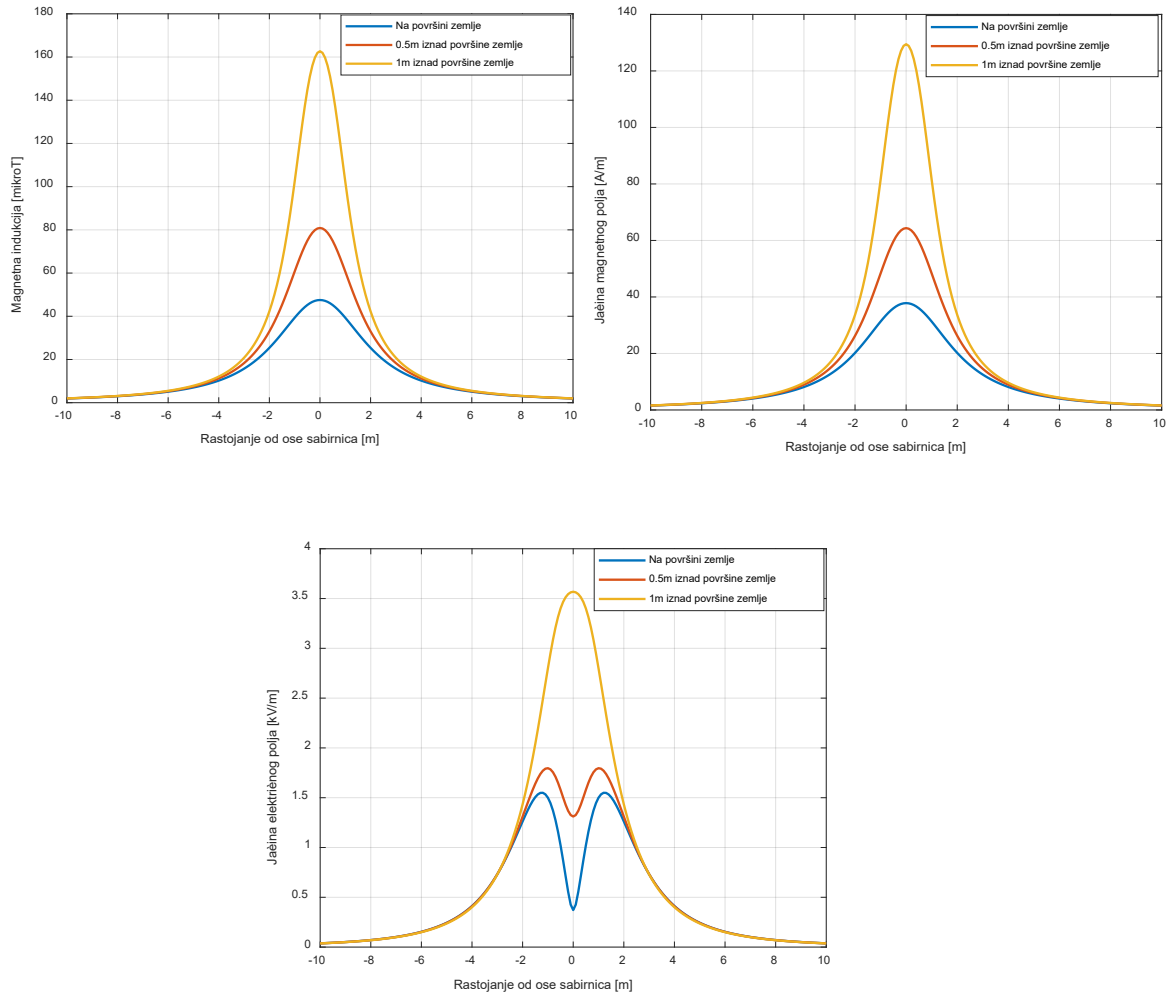 180
160
140
120
100
80
60
40
20
0
Magnetna indukcija [mikroT]
Na površini zemlje
0.5m iznad površine zemlje
1m iznad površine zemlje
-10 -8 -6 -4 -2 0 2 4 6 8 10
Rastojanje od ose sabirnica [m]
140
120
100
80
60
40
20
0
Jaèina magnetnog polja [A/m]
Na površini zemlje
0.5m iznad površine zemlje
1m iznad površine zemlje
-10 -8 -6 -4 -2 0 2 4 6 8 10
Rastojanje od ose sabirnica [m]
4
3.5
3
2.5
2
1.5
1
0.5
0
Jaèina elektriènog polja [kV/m]
Na površini zemlje
0.5m iznad površine zemlje
1m iznad površine zemlje
-10 -8 -6 -4 -2 0 2 4 6 8 10
Rastojanje od ose sabirnica [m]